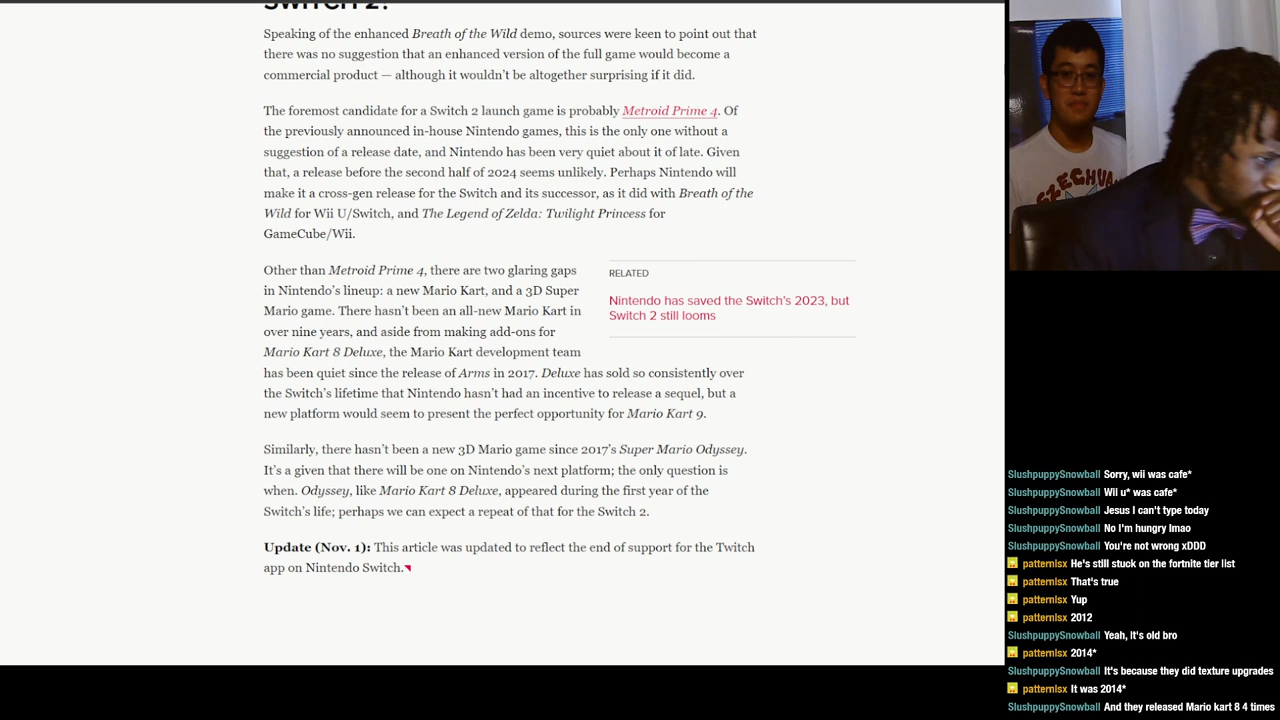 SWITCH 2?
Speaking of the enhanced Breath of the Wild demo, sources were keen to point out that
there was no suggestion that an enhanced version of the full game would become a
commercial product — although it wouldn't be altogether surprising if it did.
The foremost candidate for a Switch 2 launch game is probably Metroid Prime 4. Of
the previously announced in-house Nintendo games, this is the only one without a
suggestion of a release date, and Nintendo has been very quiet about it of late. Given
that, a release before the second half of 2024 seems unlikely. Perhaps Nintendo will
make it a cross-gen release for the Switch and its successor, as it did with Breath of the
Wild for Wii U/Switch, and The Legend of Zelda: Twilight Princess for
GameCube/Wii.
Other than Metroid Prime 4, there are two glaring gaps
in Nintendo's lineup: a new Mario Kart, and a 3D Super
Mario game. There hasn't been an all-new Mario Kart in
over nine years, and aside from making add-ons for
Mario Kart 8 Deluxe, the Mario Kart development team
has been quiet since the release of Arms in 2017. Deluxe has sold so consistently over
the Switch's lifetime that Nintendo hasn't had an incentive to release a sequel, but a
new platform would seem to present the perfect opportunity for Mario Kart 9.
RELATED
Nintendo has saved the Switch's 2023, but
Switch 2 still looms
Similarly, there hasn't been a new 3D Mario game since 2017's Super Mario Odyssey.
It's a given that there will be one on Nintendo's next platform; the only question is
when. Odyssey, like Mario Kart 8 Deluxe, appeared during the first year of the
Switch's life; perhaps we can expect a repeat of that for the Switch 2.
Update (Nov. 1): This article was updated to reflect the end of support for the Twitch
app on Nintendo Switch.
SZECHUAN
SlushpuppySnowball Sorry, wii was cafe*
SlushpuppySnowball Wii u* was cafe*
SlushpuppySnowball Jesus I can't type today
SlushpuppySnowball No I'm hungry lmao
SlushpuppySnowball You're not wrong xDDD
patternlsx He's still stuck on the fortnite tier list
patternlsx That's true
patternlsx Yup
patternlsx 2012
SlushpuppySnowball Yeah, it's old bro
patternlsx 2014*
SlushpuppySnowball It's because they did texture upgrades
patternlsx It was 2014*
SlushpuppySnowball And they released Mario kart 8 4 times